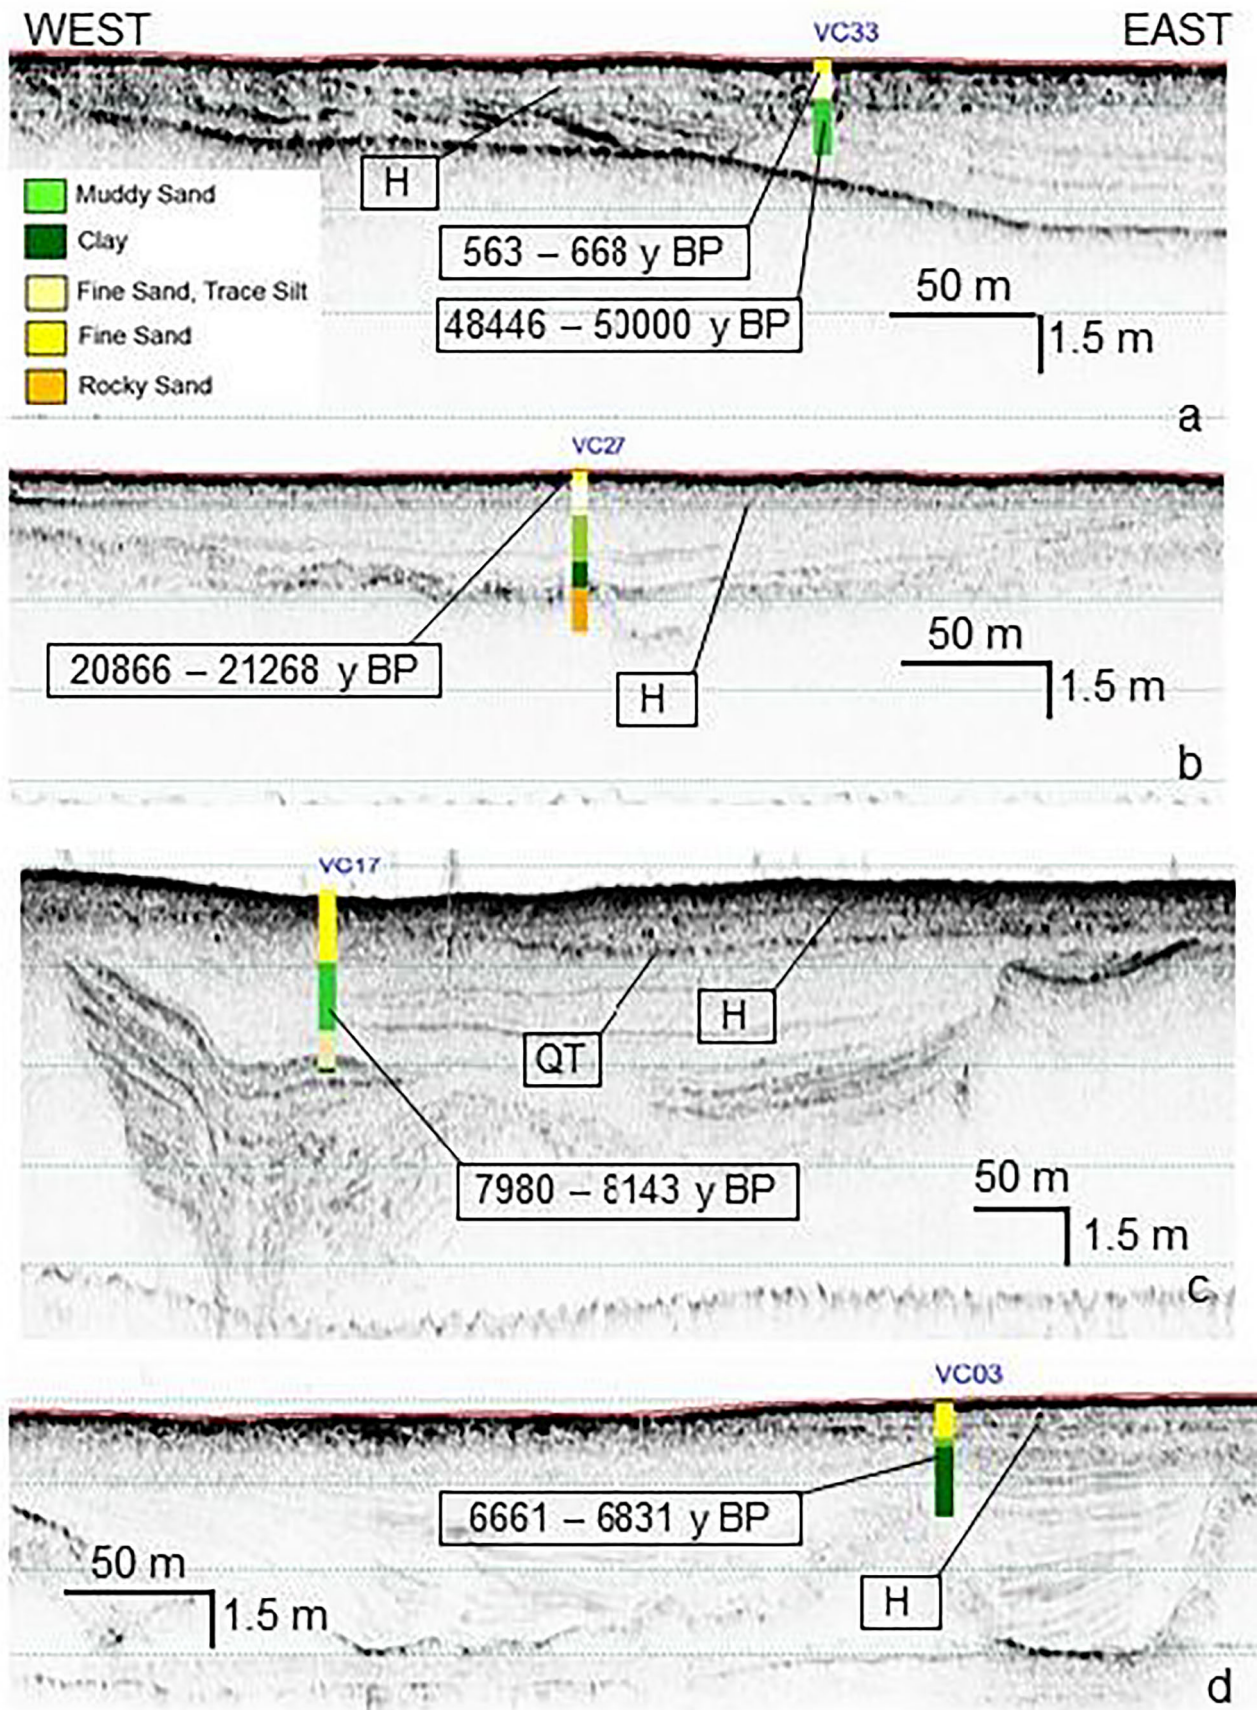 WEST
VC33
EAST
H
Muddy Sand
Clay
Fine Sand, Trace Silt
Fine Sand
Rocky Sand
563 – 668 y BP
48446 – 50000 y BP
50 m
1.5 m
a
VC27
20866 – 21268 y BP
H
50 m
1.5 m
b
VC17
QT
H
7980 – 8143 y BP
50 m
1.5 m
c
VC03
6661 – 6831 y BP
H
50 m
1.5 m
d